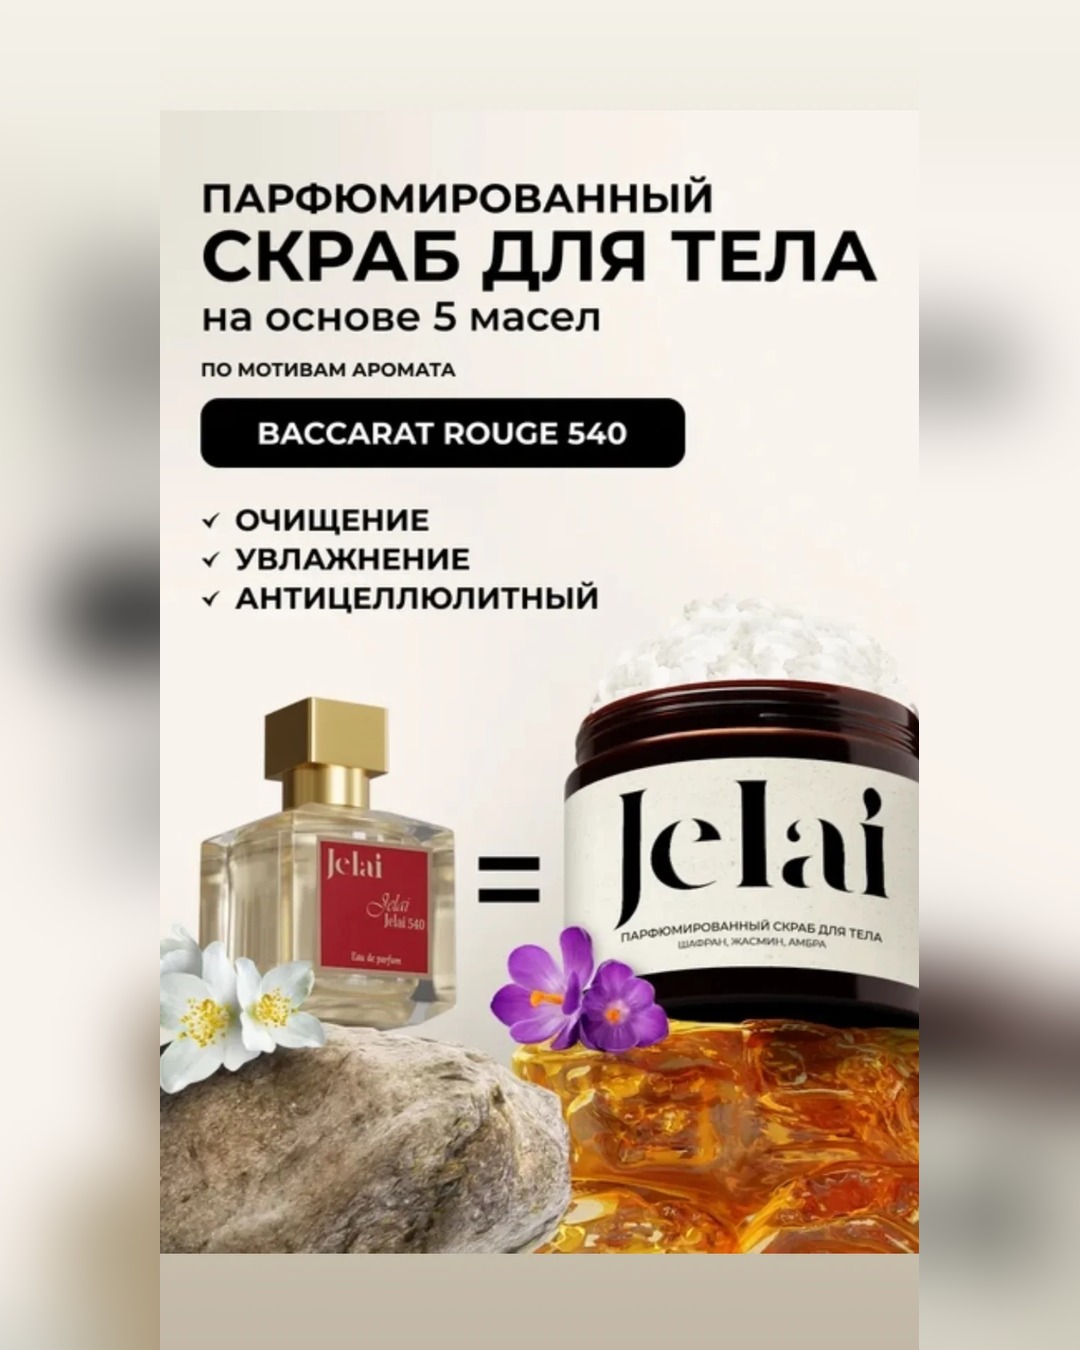 ПАРФЮМИРОВАННЫЙ
СКРАБ ДЛЯ ТЕЛА
на основе 5 масел
ПО МОТИВАМ АРОМАТА
BACCARAT ROUGE 540
ОЧИЩЕНИЕ
УВЛАЖНЕНИЕ
АНТИЦЕЛЛЮЛИТНЫЙ
Jelai
Jelai
Jelai 540
Eau de parfum
=
Jelai
ПАРФЮМИРОВАННЫЙ СКРАБ ДЛЯ ТЕЛА
ШАФРАН, ЖАСМИН, АМБРА